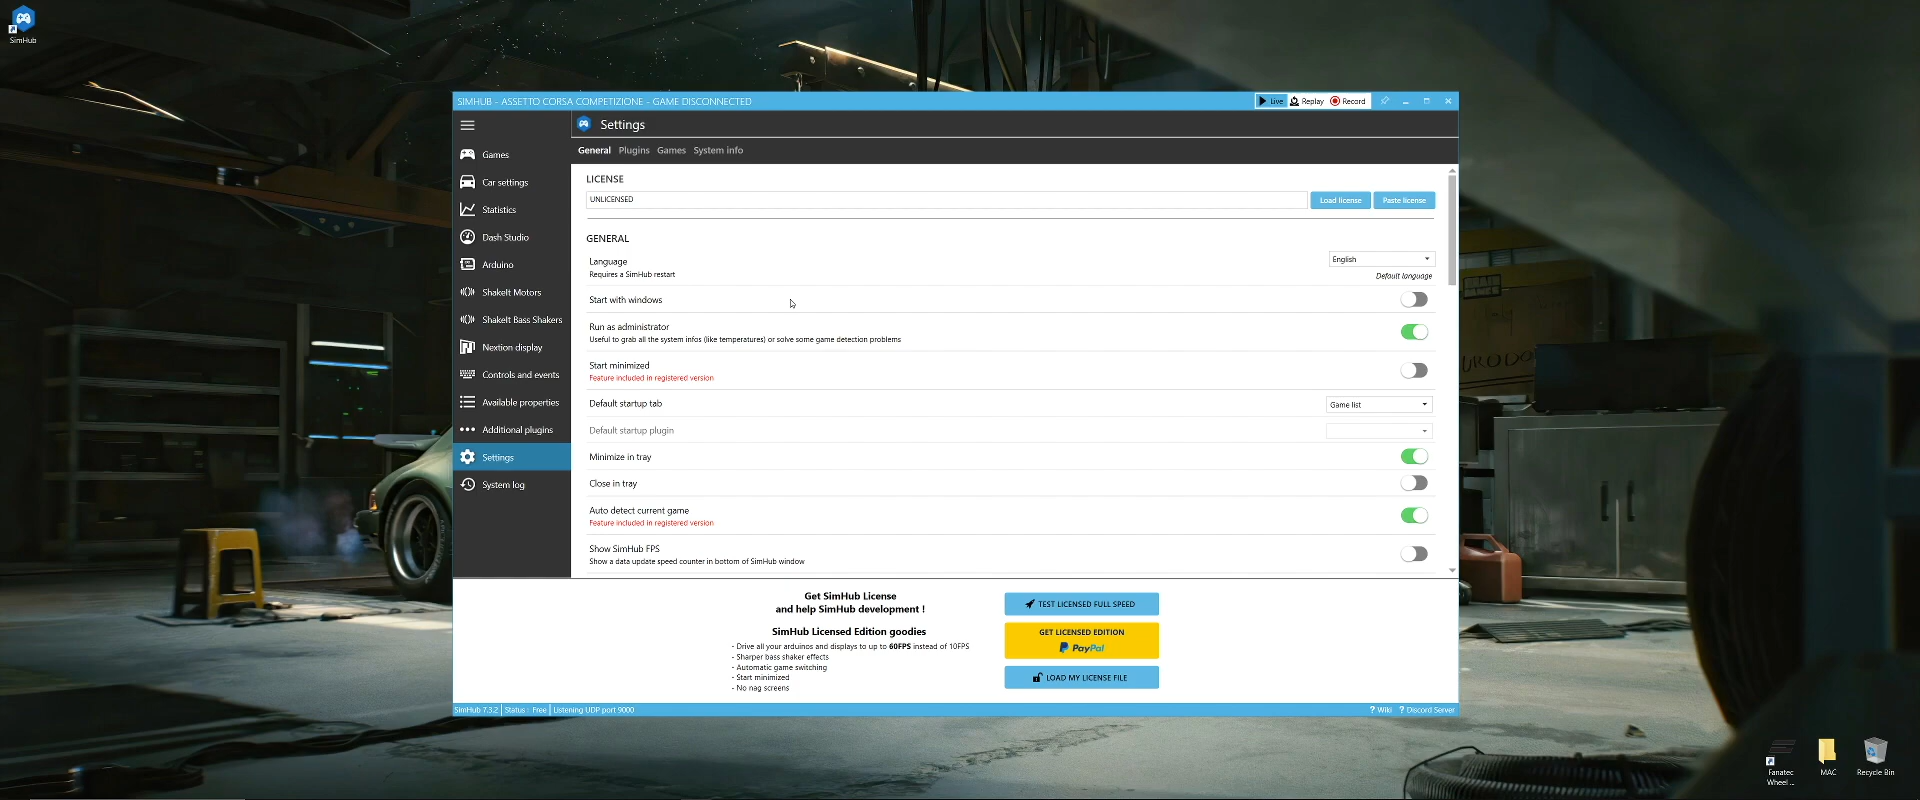 SimHub
SIMHUB - ASSETTO CORSA COMPETIZIONE - GAME DISCONNECTED
Live
Replay
Record
Settings
Games
Car settings
Statistics
Dash Studio
Arduino
ShakeIt Motors
ShakeIt Bass Shakers
Nextion display
Controls and events
Available properties
Additional plugins
Settings
System log
General Plugins Games System info
LICENSE
UNLICENSED
Load license
Paste license
GENERAL
Language
Requires a SimHub restart
English
Default language
Start with windows
Run as administrator
Useful to grab all the system infos (like temperatures) or solve some game detection problems
Start minimized
Feature included in registered version
Default startup tab
Game list
Default startup plugin
Minimize in tray
Close in tray
Auto detect current game
Feature included in registered version
Show SimHub FPS
Show a data update speed counter in bottom of SimHub window
Get SimHub License
and help SimHub development !
SimHub Licensed Edition goodies
- Drive all your arduinos and displays to up to 60FPS instead of 10FPS
- Sharper bass shaker effects
- Automatic game switching
- Start minimized
- No nag screens
TEST LICENSED FULL SPEED
GET LICENSED EDITION
PayPal
LOAD MY LICENSE FILE
SimHub 7.3.2
Status : Free
Listening UDP port 9000
? Wiki
? Discord Server
Fanatec
Wheel ...
MAC
Recycle Bin